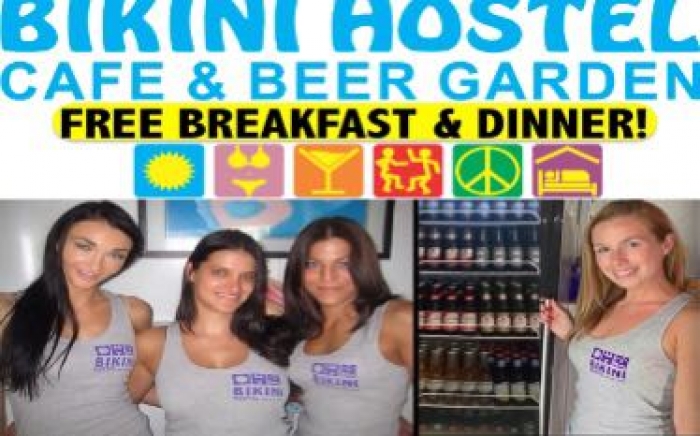 BIKINI HOSTEL
CAFE & BEER GARDEN
FREE BREAKFAST & DINNER!
BIKINI
BIKINI
BIKINI
BIKINI